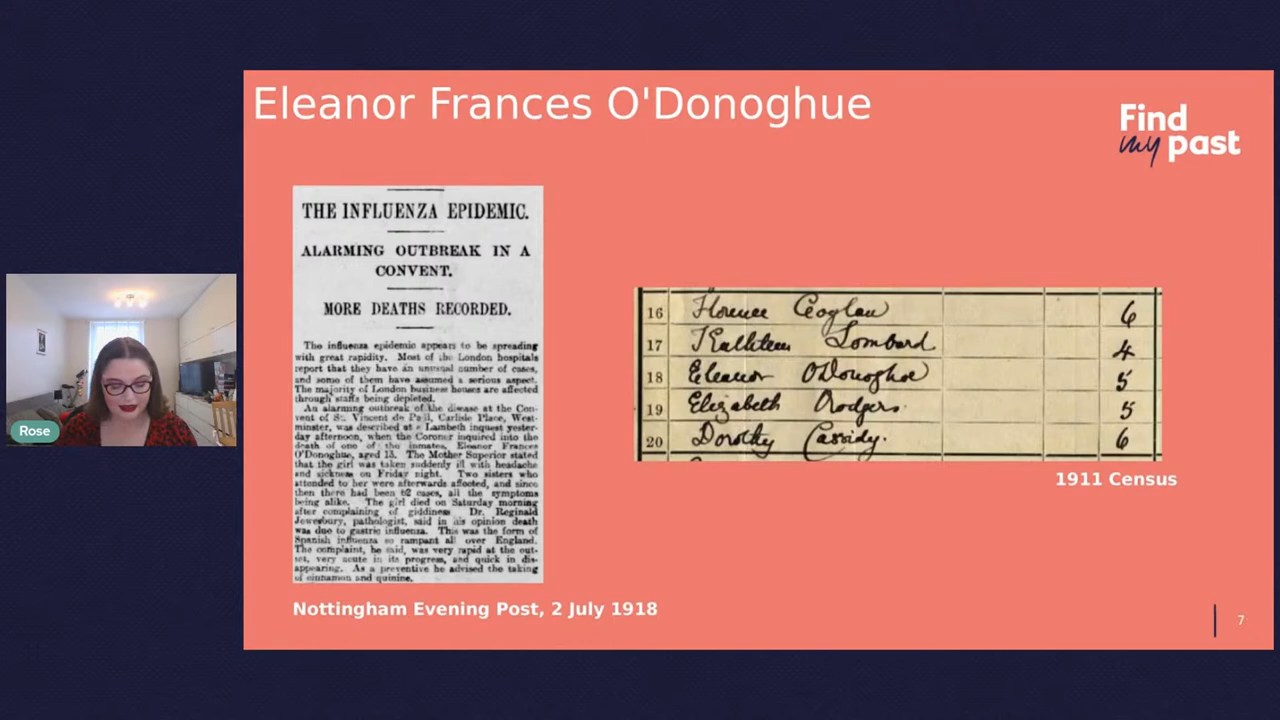 Eleanor Frances O'Donoghue
Find
my past
THE INFLUENZA EPIDEMIC.
ALARMING OUTBREAK IN A
CONVENT.
MORE DEATHS RECORDED.
The influenza epidemic appears to be spreading
with great rapidity. Most of the London hospitals
report that they have an unusual number of cases,
and some of them have assumed a serious aspect.
The majority of London business houses are affected
through staffs being depleted.
An alarming outbreak of the disease at the Con-
vent of St. Vincent de Paul, Carlisle Place, West-
minster, was described at a Lambeth inquest yester-
day afternoon, when the Coroner inquired into the
death of one of the inmates, Eleanor Frances
O'Donoghue, aged 13. The Mother Superior stated
that the girl was taken suddenly ill with headache
and sickness on Friday night. Two sisters who
attended to her were afterwards affected, and since
then there had been 62 cases, all the symptoms
being alike. The girl died on Saturday morning
after complaining of giddiness Dr. Reginald
Jewesbury, pathologist, said in his opinion death
was due to gastric influenza. This was the form of
Spanish influenza so rampant all over England.
The complaint, he said, was very rapid at the out-
set, very acute in its progress, and quick in dis-
appearing. As a preventive he advised the taking
of cinnamon and quinine.
Nottingham Evening Post, 2 July 1918
16 Florence Coglan 6
17 Kathleen Lombard 4
18 Eleanor O'Donoghoe 5
19 Elizabeth Rodgers. 5
20 Dorothy Cassidy. 6
1911 Census
Rose
7